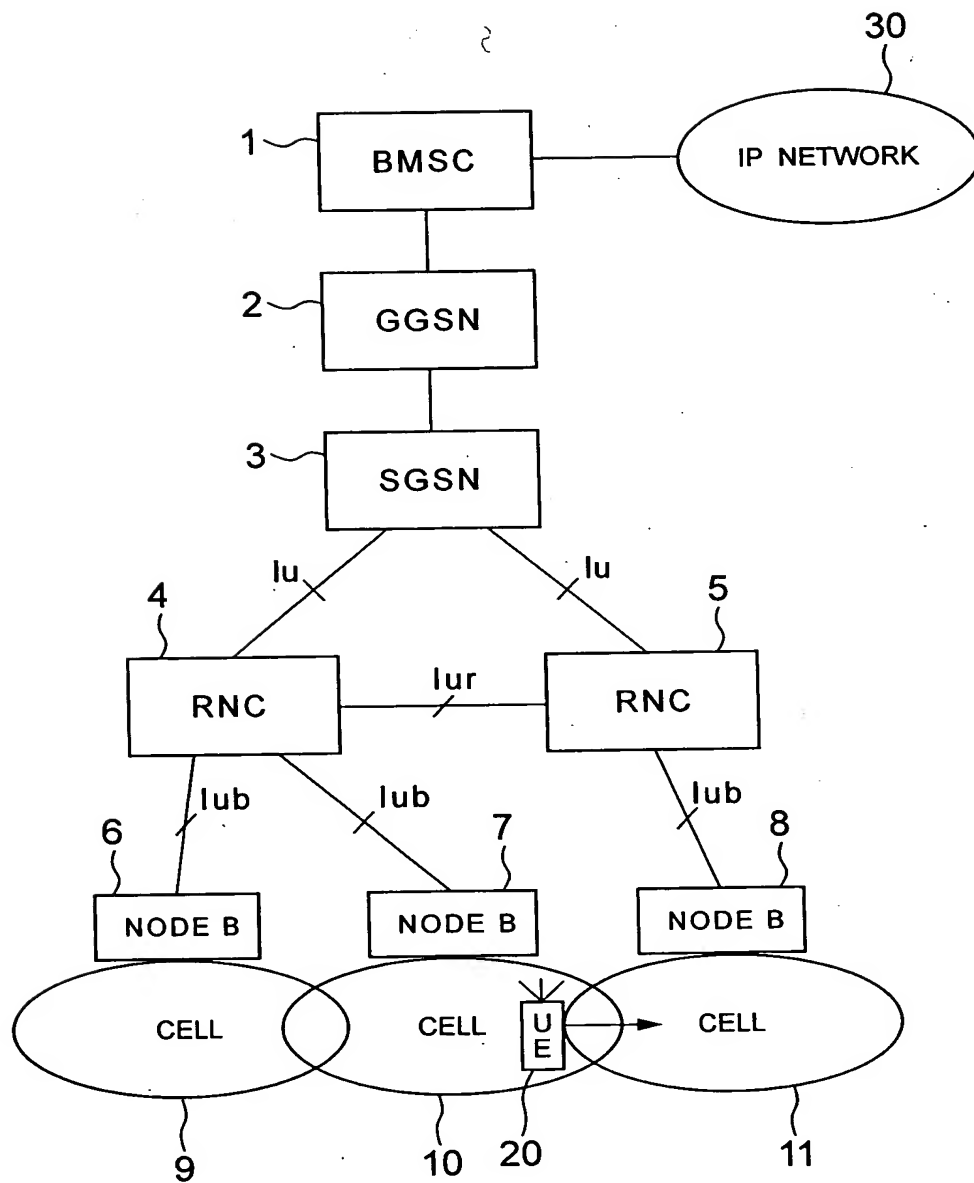 30
1
BMSC
IP NETWORK
2
GGSN
3
SGSN
Iu
Iu
4
5
RNC
Iur
RNC
Iub
Iub
Iub
6
7
8
NODE B
NODE B
NODE B
CELL
CELL
UE
CELL
9
10
20
11